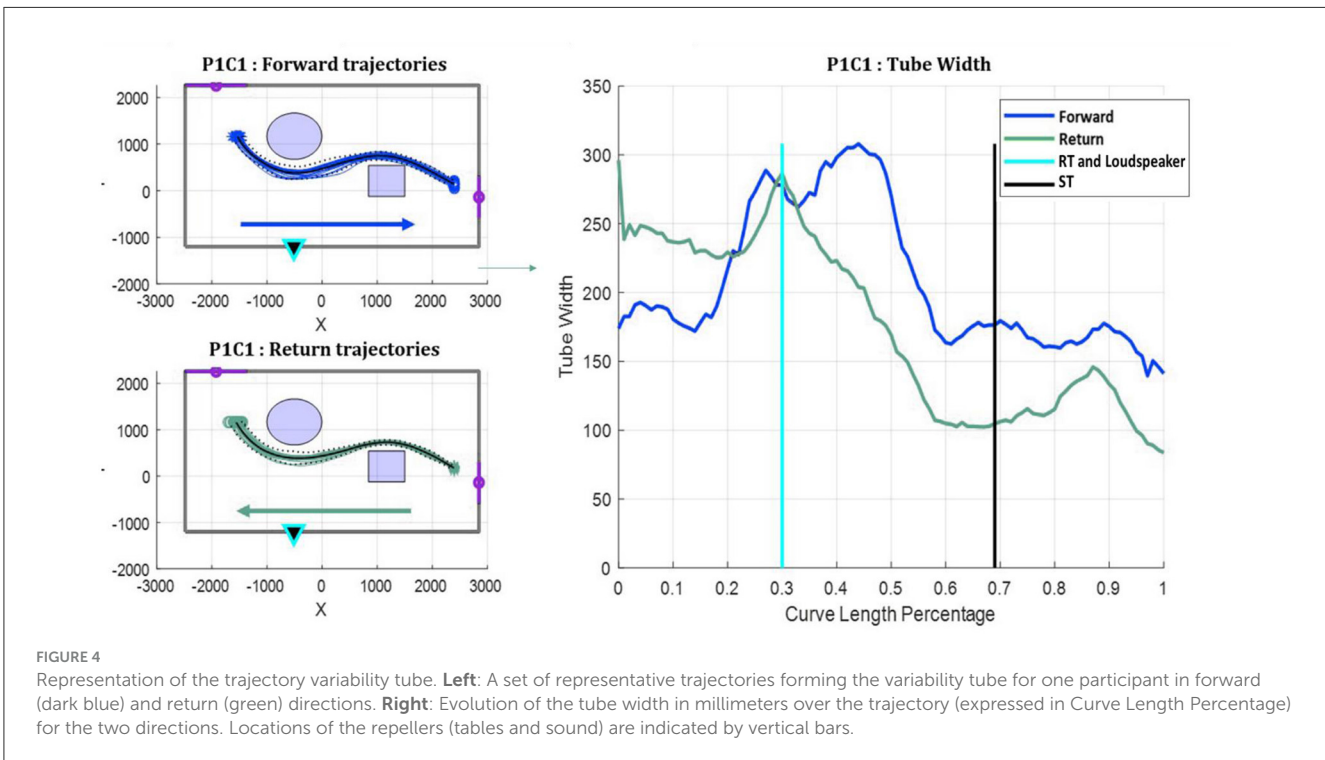 P1C1 : Forward trajectories
2000
1000
0
-1000
-2000
-3000 -2000 -1000 0 1000 2000 3000
X
P1C1 : Return trajectories
2000
1000
0
-1000
-2000
-3000 -2000 -1000 0 1000 2000 3000
X
P1C1 : Tube Width
350
300
250
200
150
100
50
0
Tube Width
0 0.1 0.2 0.3 0.4 0.5 0.6 0.7 0.8 0.9 1
Curve Length Percentage
Forward
Return
RT and Loudspeaker
ST
FIGURE 4
Representation of the trajectory variability tube. Left: A set of representative trajectories forming the variability tube for one participant in forward
(dark blue) and return (green) directions. Right: Evolution of the tube width in millimeters over the trajectory (expressed in Curve Length Percentage)
for the two directions. Locations of the repellers (tables and sound) are indicated by vertical bars.